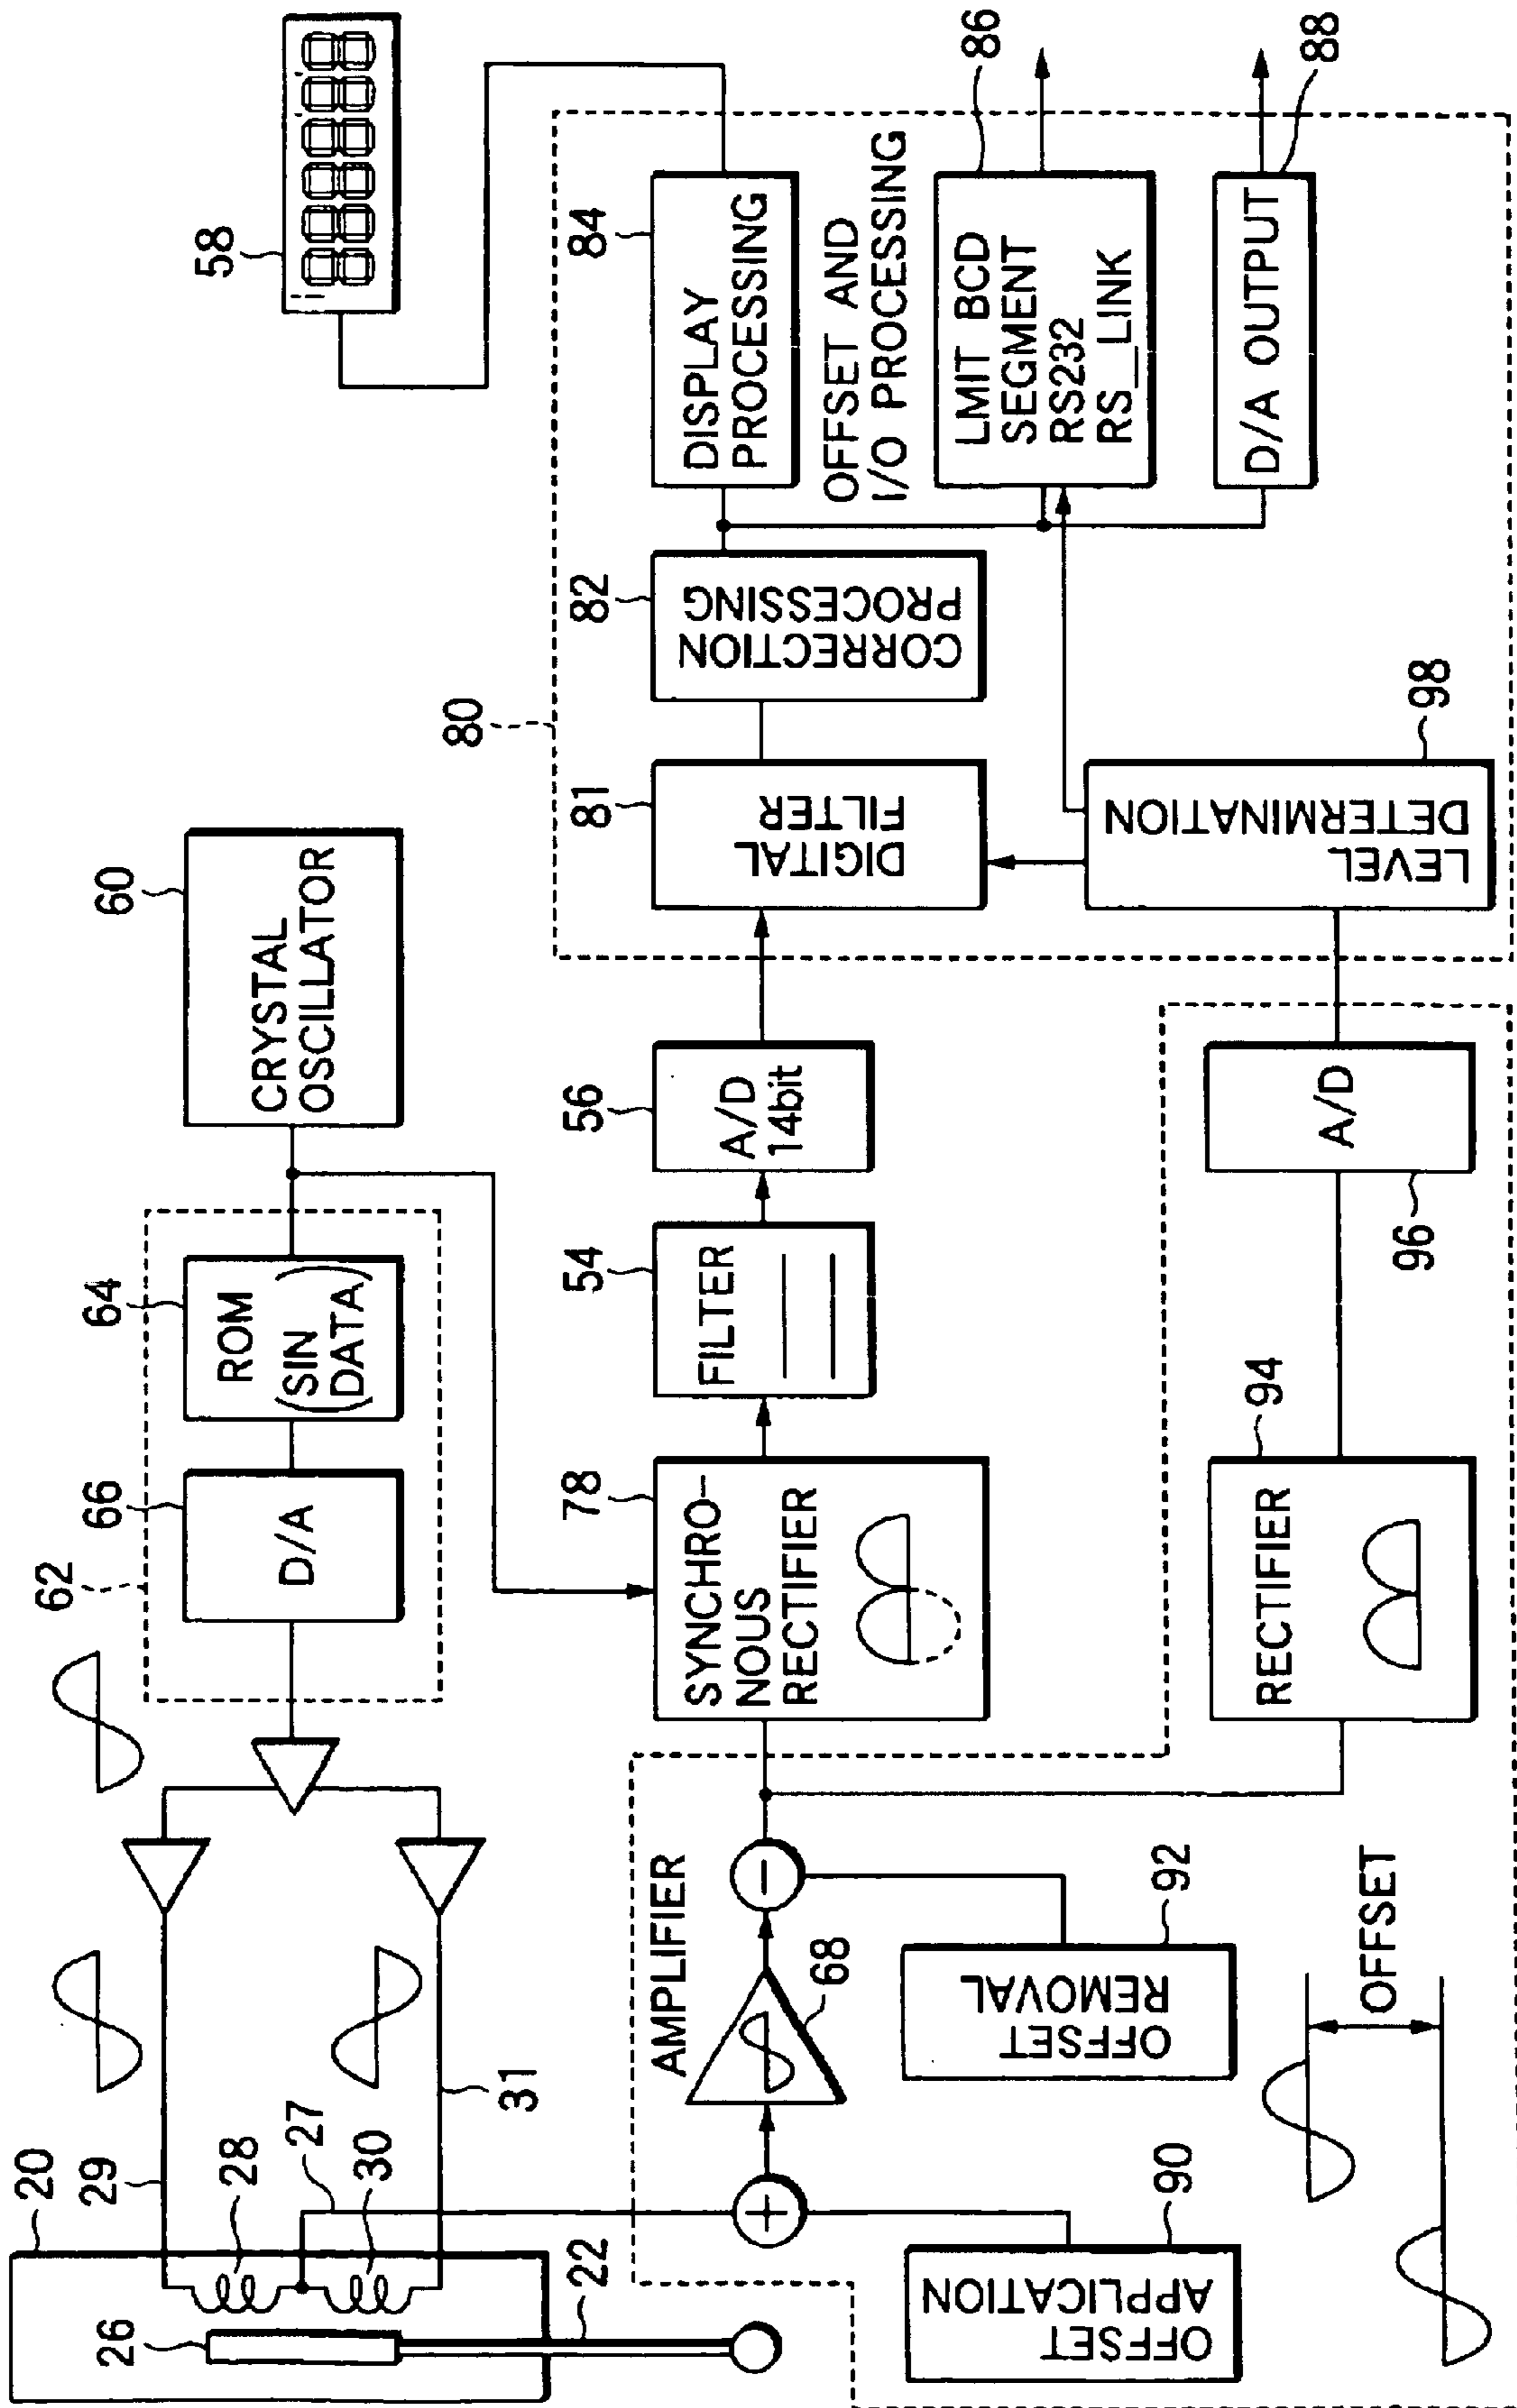 58
60
CRYSTAL
OSCILLATOR
62
64
ROM
(SIN
DATA)
66
D/A
20
29
28
27
30
31
26
22
AMPLIFIER
68
78
SYNCHRO-
NOUS
RECTIFIER
54
FILTER
56
A/D
14bit
80
81
DIGITAL
FILTER
82
CORRECTION
PROCESSING
84
DISPLAY
PROCESSING
OFFSET AND
I/O PROCESSING
86
LMIT BCD
SEGMENT
RS232
RS_LINK
88
D/A OUTPUT
90
OFFSET
APPLICATION
92
OFFSET
REMOVAL
OFFSET
94
RECTIFIER
96
A/D
98
LEVEL
DETERMINATION